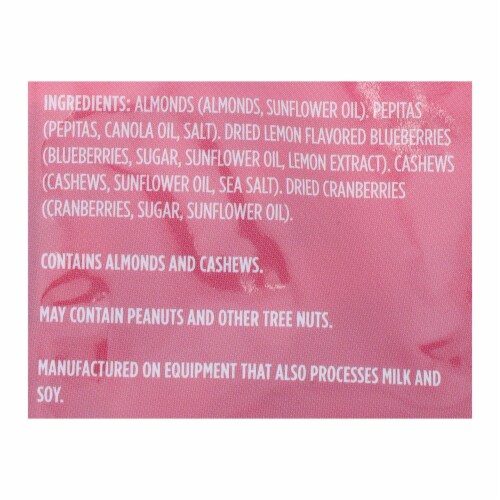 INGREDIENTS: ALMONDS (ALMONDS, SUNFLOWER OIL). PEPITAS
(PEPITAS, CANOLA OIL, SALT). DRIED LEMON FLAVORED BLUEBERRIES
(BLUEBERRIES, SUGAR, SUNFLOWER OIL, LEMON EXTRACT). CASHEWS
(CASHEWS, SUNFLOWER OIL, SEA SALT). DRIED CRANBERRIES
(CRANBERRIES, SUGAR, SUNFLOWER OIL).
CONTAINS ALMONDS AND CASHEWS.
MAY CONTAIN PEANUTS AND OTHER TREE NUTS.
MANUFACTURED ON EQUIPMENT THAT ALSO PROCESSES MILK AND
SOY.